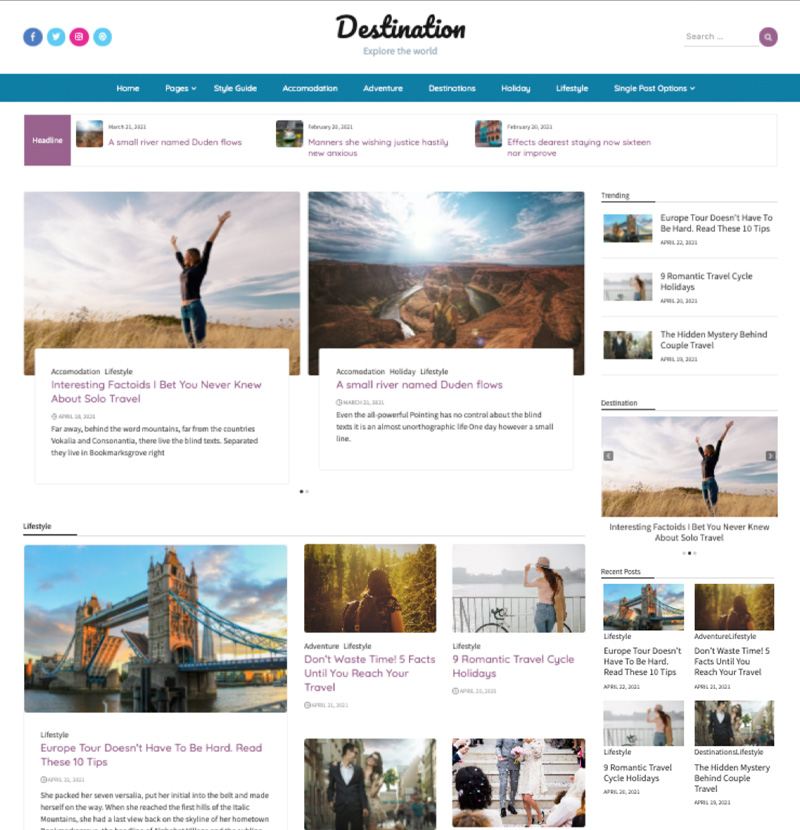 Destination
Explore the world
Search ...
Home Pages Style Guide Accomodation Adventure Destinations Holiday Lifestyle Single Post Options
Headline
March 21, 2021
A small river named Duden flows
February 20, 2021
Manners she wishing justice hastily
new anxious
February 20, 2021
Effects dearest staying now sixteen
nor improve
Accomodation Lifestyle
Interesting Factoids I Bet You Never Knew
About Solo Travel
Far away, behind the word mountains, far from the countries
Vokalia and Consonantia, there live the blind texts. Separated
they live in Bookmarksgrove right
Accomodation Holiday Lifestyle
A small river named Duden flows
MARCH 21, 2021
Even the all-powerful Pointing has no control about the blind
texts it is an almost unorthographic life One day however a small
line.
Trending
Europe Tour Doesn't Have To
Be Hard. Read These 10 Tips
APRIL 22, 2021
9 Romantic Travel Cycle
Holidays
APRIL 20, 2021
The Hidden Mystery Behind
Couple Travel
APRIL 19, 2021
Destination
Interesting Factoids I Bet You Never Knew
About Solo Travel
Lifestyle
Lifestyle
Europe Tour Doesn't Have To Be Hard. Read
These 10 Tips
She packed her seven versalia, put her initial into the belt and made
herself on the way. When she reached the first hills of the Italic
Mountains, she had a last view back on the skyline of her hometown
Adventure Lifestyle
Don't Waste Time! 5 Facts
Until You Reach Your
Travel
APRIL 21, 2021
Lifestyle
9 Romantic Travel Cycle
Holidays
Recent Posts
Lifestyle
Europe Tour Doesn't
Have To Be Hard.
Read These 10 Tips
APRIL 22, 2021
AdventureLifestyle
Don't Waste Time! 5
Facts Until You
Reach Your Travel
APRIL 21, 2021
Lifestyle
9 Romantic Travel
Cycle Holidays
APRIL 20, 2021
DestinationsLifestyle
The Hidden Mystery
Behind Couple
Travel
APRIL 19, 2021